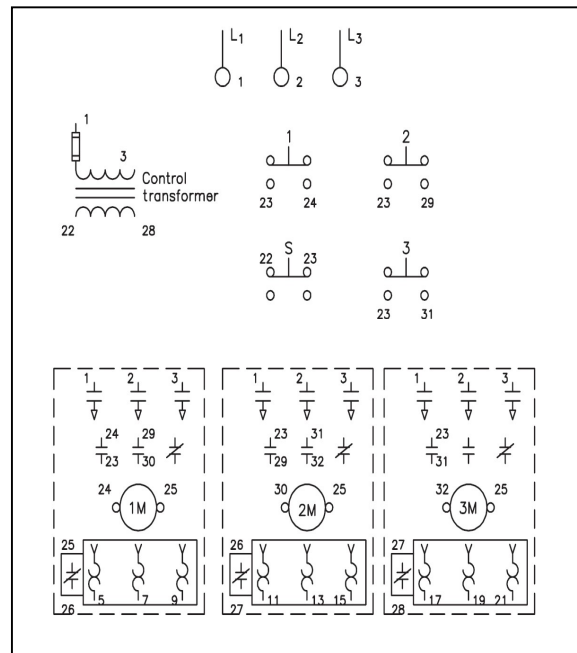 L1 L2 L3
1 2 3
1
3
Control
transformer
22 28
1 2
23 24 23 29
S 3
22 23
23 31
1 2 3 1 2 3 1 2 3
24 29 23 31 23
23 30 29 32 31
24 1M 25 30 2M 25 32 3M 25
25 26 27
5 7 9 11 13 15 17 19 21
26 27 28